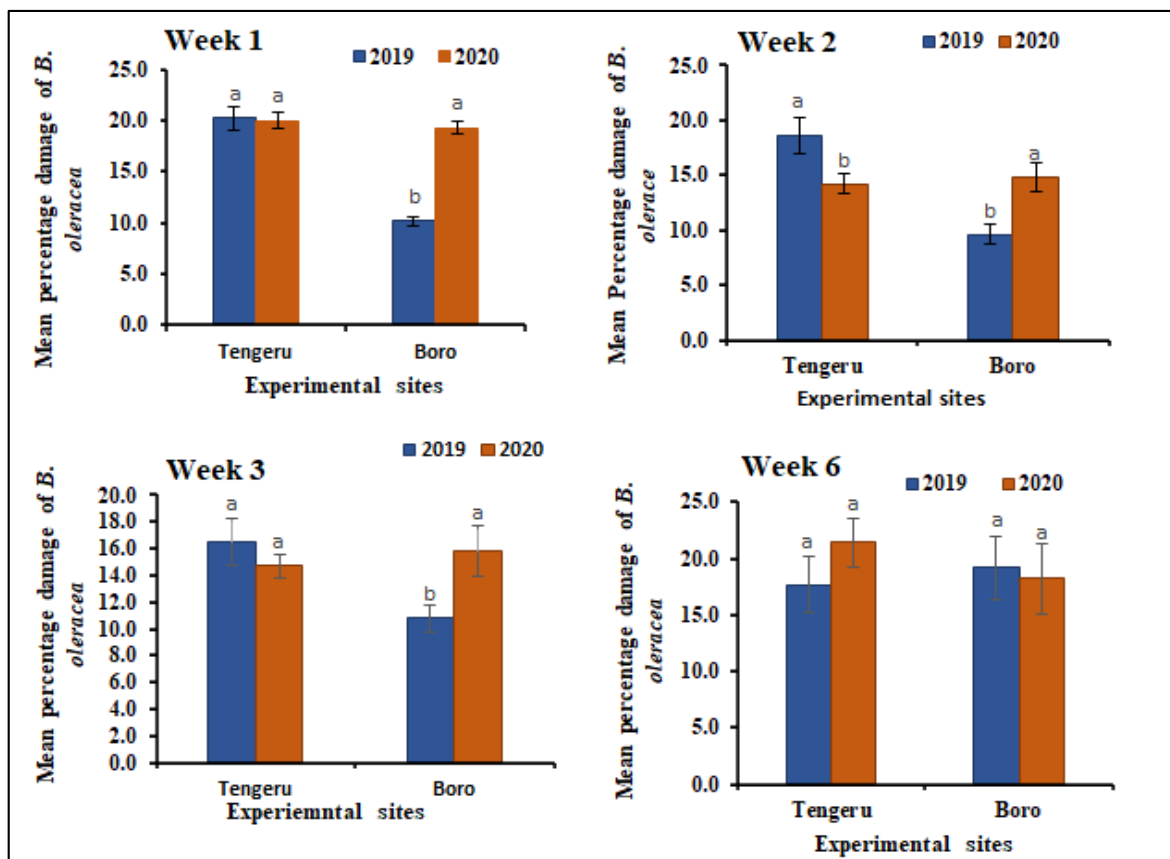 Week 1
2019 2020
Mean percentage damage of B.
oleracea
25.0
20.0
15.0
10.0
5.0
0.0
a a b a
Tengeru Boro
Experimental sites
Week 2
2019 2020
Mean Percentage damage of B.
olerace
25.0
20.0
15.0
10.0
5.0
0.0
a b b a
Tengeru Boro
Experimental sites
Week 3
2019 2020
Mean percentage damage of B.
oleracea
20.0
18.0
16.0
14.0
12.0
10.0
8.0
6.0
4.0
2.0
0.0
a a b a
Tengeru Boro
Experiemntal sites
Week 6
2019 2020
Mean percentage damage of B.
oleracea
25.0
20.0
15.0
10.0
5.0
0.0
a a a a
Tengeru Boro
Experimental sites